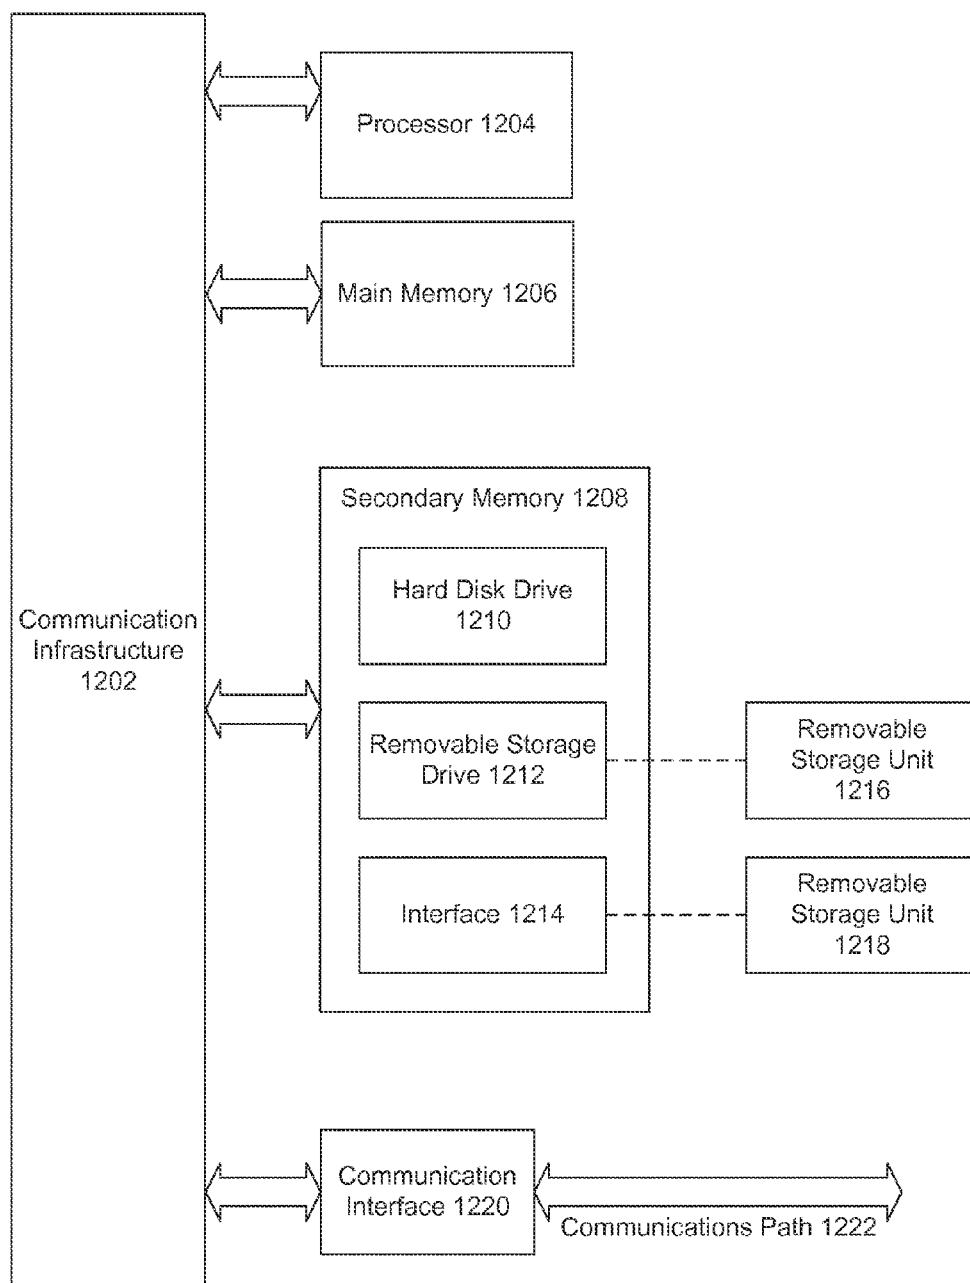 Processor 1204
Main Memory 1206
Communication
Infrastructure
1202
Secondary Memory 1208
Hard Disk Drive
1210
Removable Storage
Drive 1212
Removable
Storage Unit
1216
Interface 1214
Removable
Storage Unit
1218
Communication
Interface 1220
Communications Path 1222